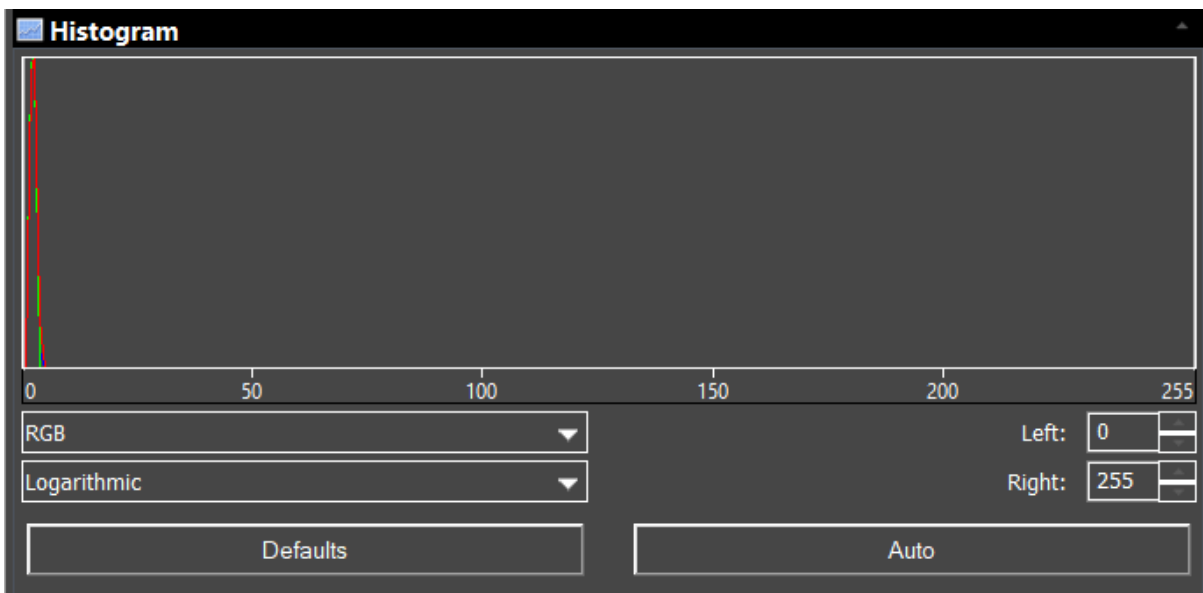 Histogram
0 50 100 150 200 255
RGB Left: 0
Logarithmic Right: 255
Defaults Auto